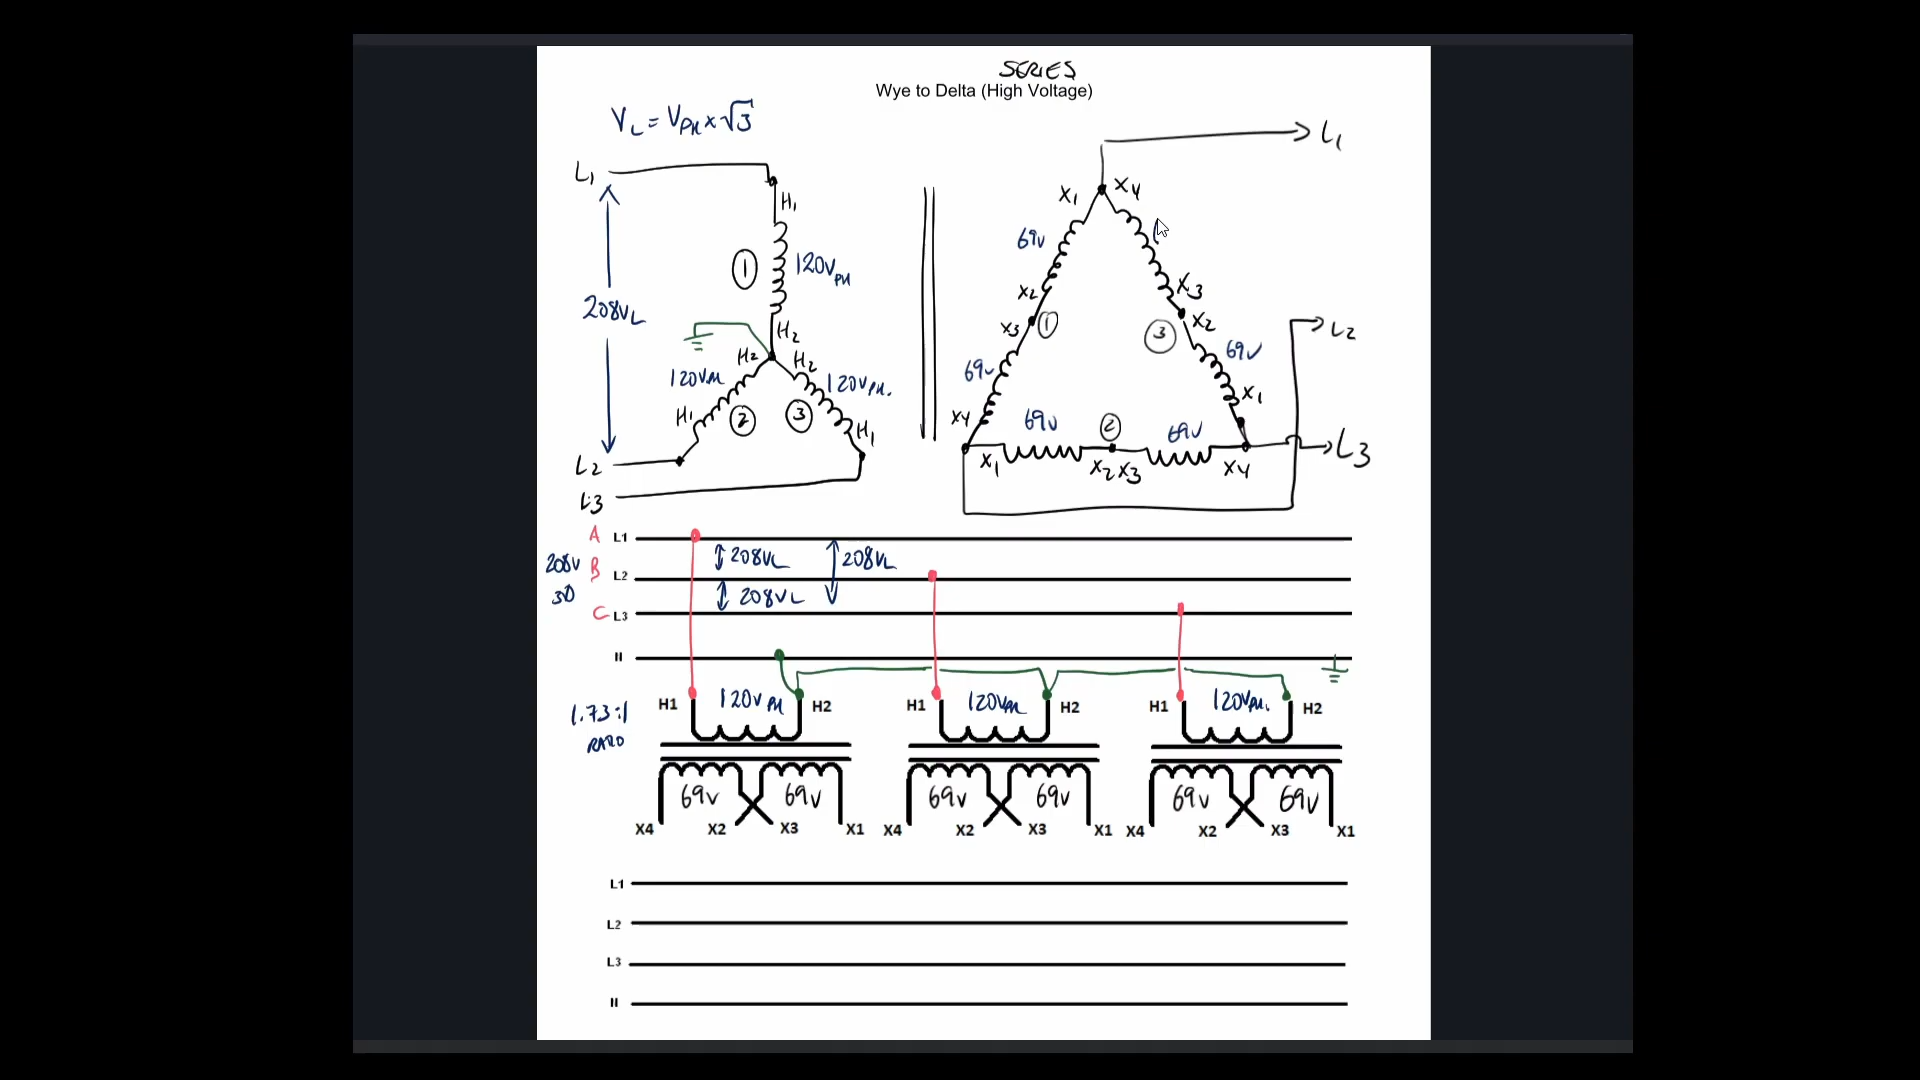 SERIES
Wye to Delta (High Voltage)
VL = VPH x √3
L1
H1
1
120VPH
208VL
H2
H2 H2
120VPH
120VPH.
H1
2
3
H1
L2
L3
L1
X1 X4
69V
X2
X3
X3
1
X2
3
L2
69V
69V
X1
X4
69V
2
69V
L3
X1
X2 X3
X4
A L1
208V B L2
3Ø
C L3
208VL
208VL
208VL
II
1.73:1
RATIO
H1 120VPH H2
H1 120VPH H2
H1 120VPH. H2
69V 69V
69V 69V
69V 69V
X4 X2 X3 X1
X4 X2 X3 X1
X4 X2 X3 X1
L1
L2
L3
II